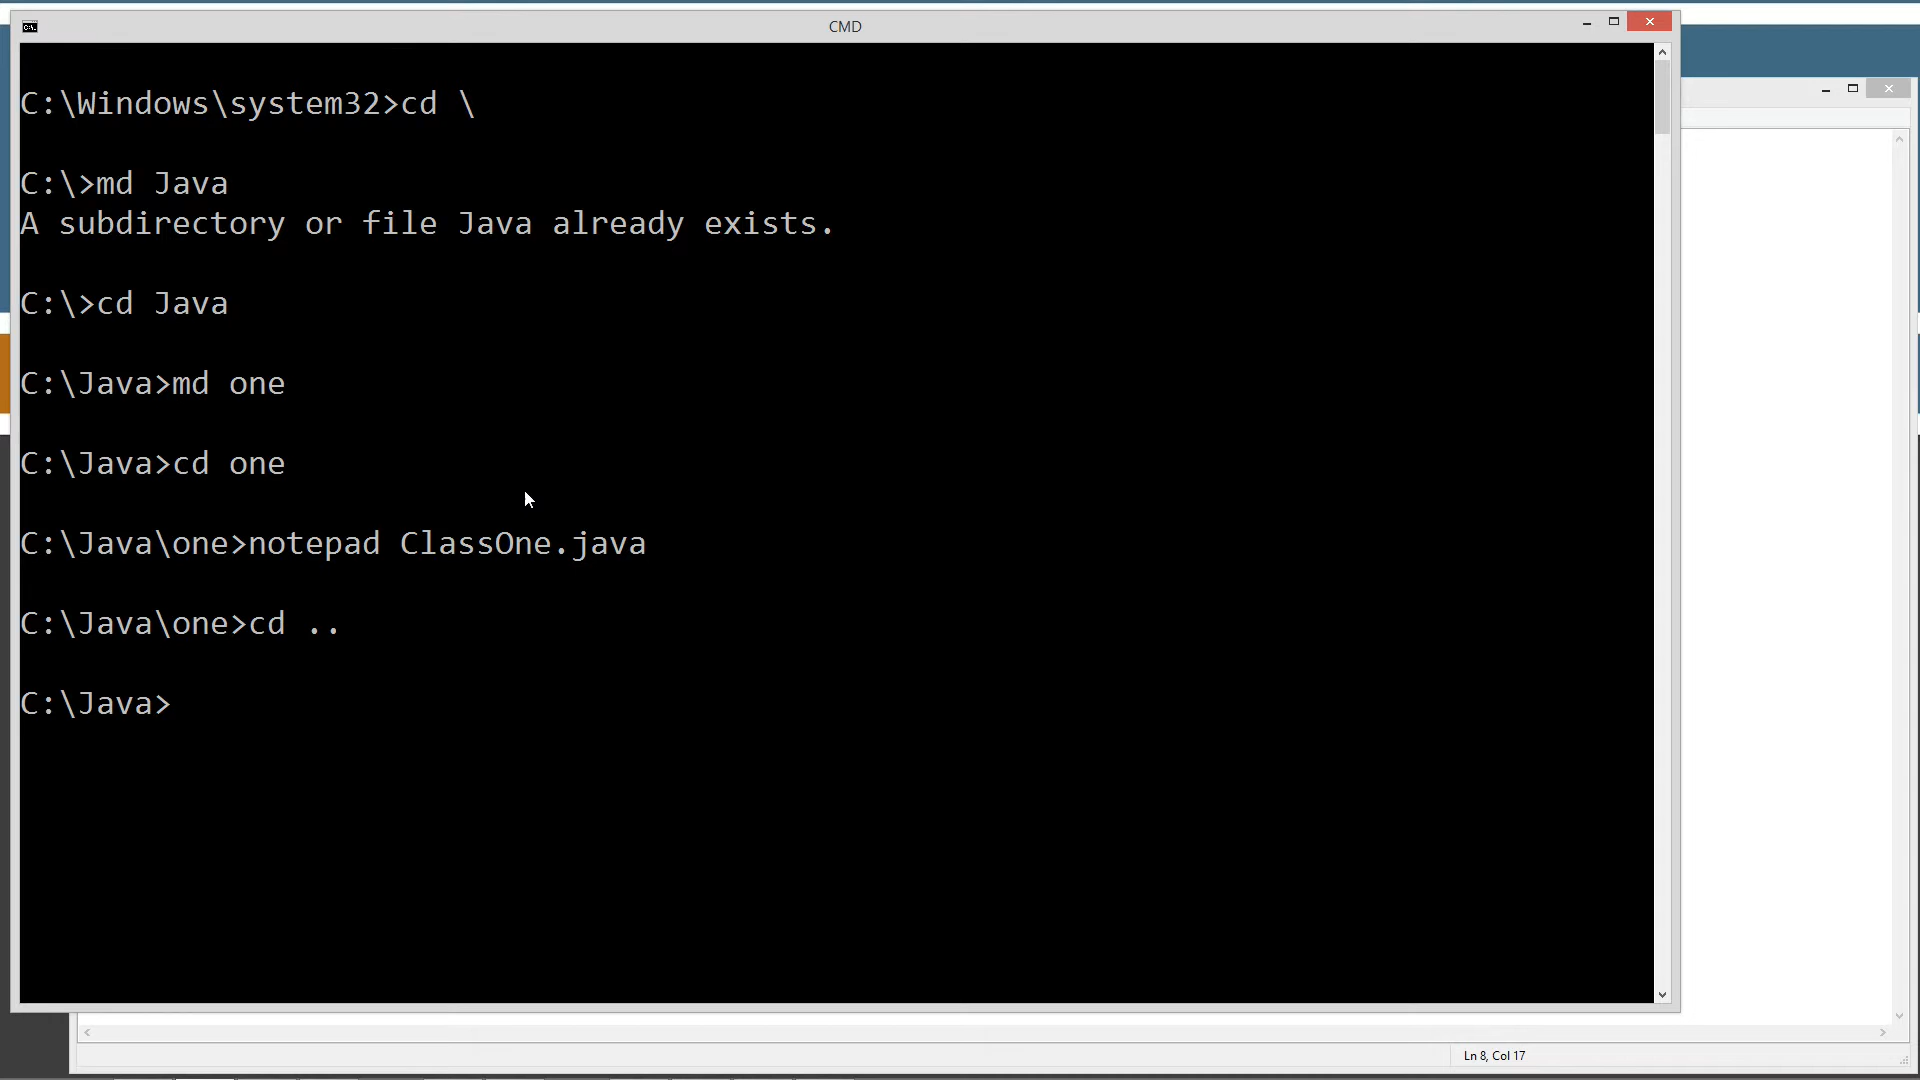 CMD
C:\Windows\system32>cd \
C:\>md Java
A subdirectory or file Java already exists.
C:\>cd Java
C:\Java>md one
C:\Java>cd one
C:\Java\one>notepad ClassOne.java
C:\Java\one>cd ..
C:\Java>
Ln 8, Col 17